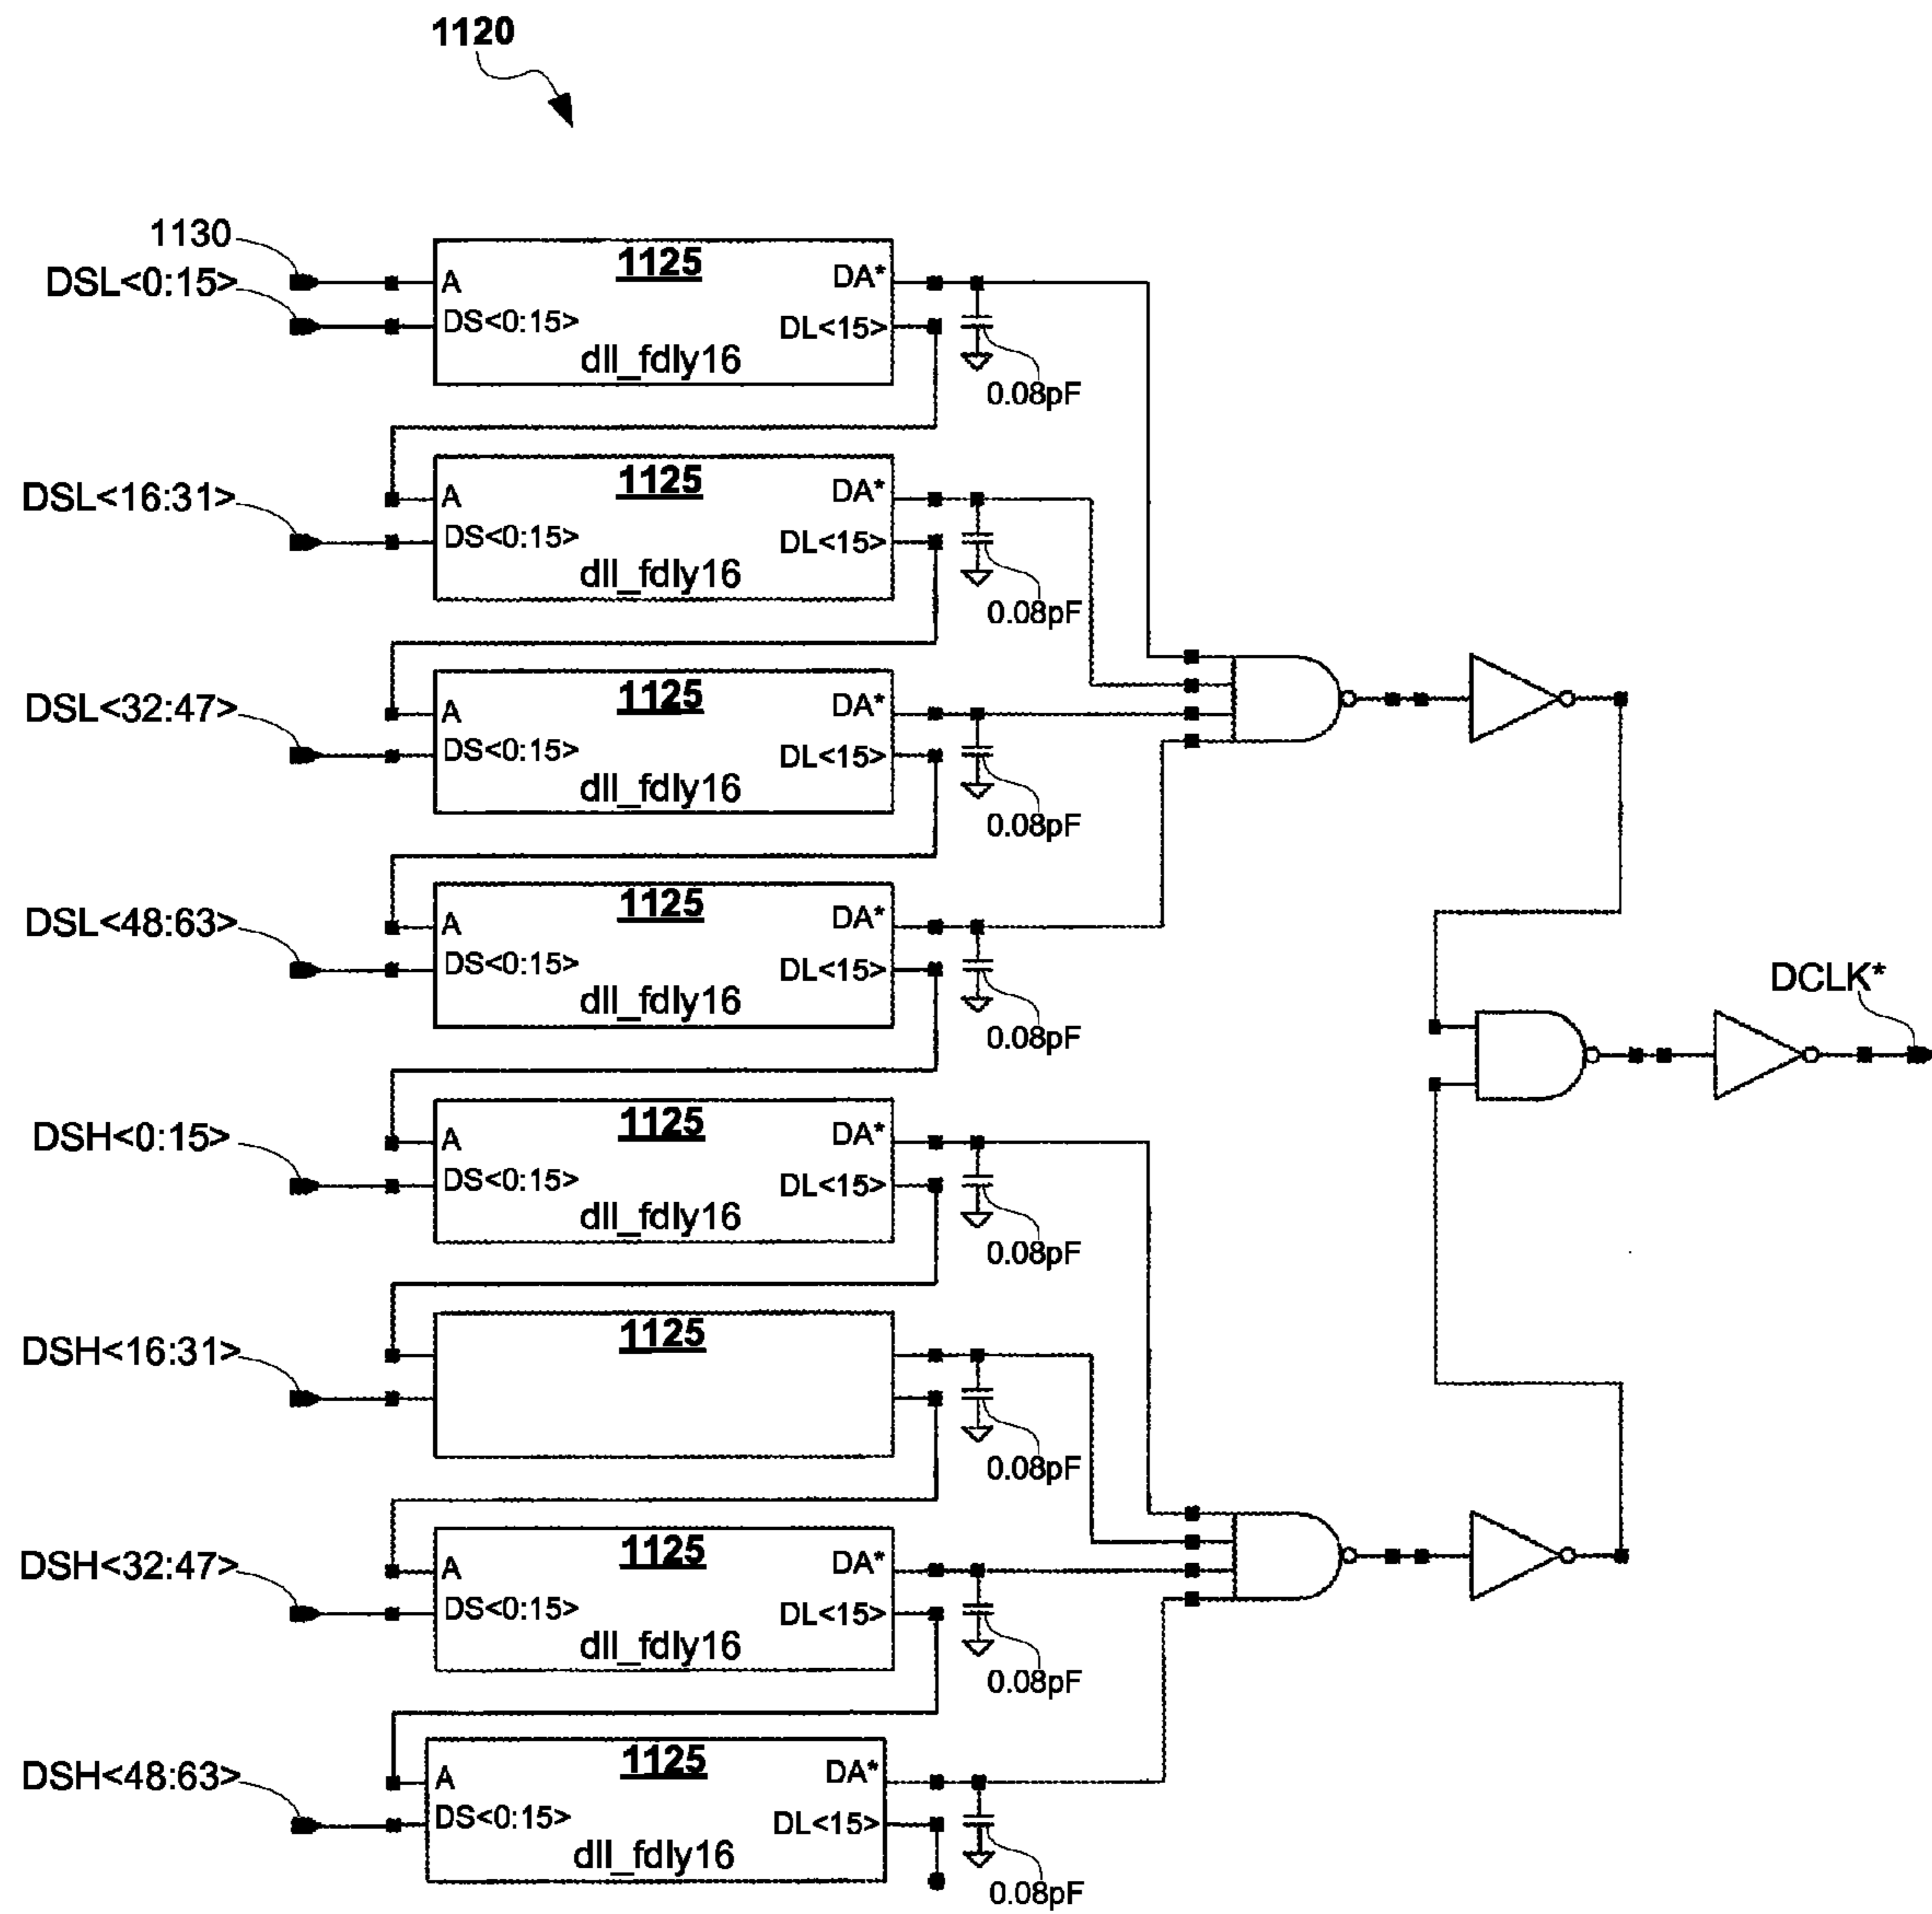 1120
1130
DSL<0:15>
1125
A
DA*
DS<0:15>
DL<15>
dll_fdly16
0.08pF
DSL<16:31>
1125
A
DA*
DS<0:15>
DL<15>
dll_fdly16
0.08pF
DSL<32:47>
1125
A
DA*
DS<0:15>
DL<15>
dll_fdly16
0.08pF
DSL<48:63>
1125
A
DA*
DS<0:15>
DL<15>
dll_fdly16
0.08pF
DCLK*
DSH<0:15>
1125
A
DA*
DS<0:15>
DL<15>
dll_fdly16
0.08pF
DSH<16:31>
1125
0.08pF
DSH<32:47>
1125
A
DA*
DS<0:15>
DL<15>
dll_fdly16
0.08pF
DSH<48:63>
1125
A
DA*
DS<0:15>
DL<15>
dll_fdly16
0.08pF